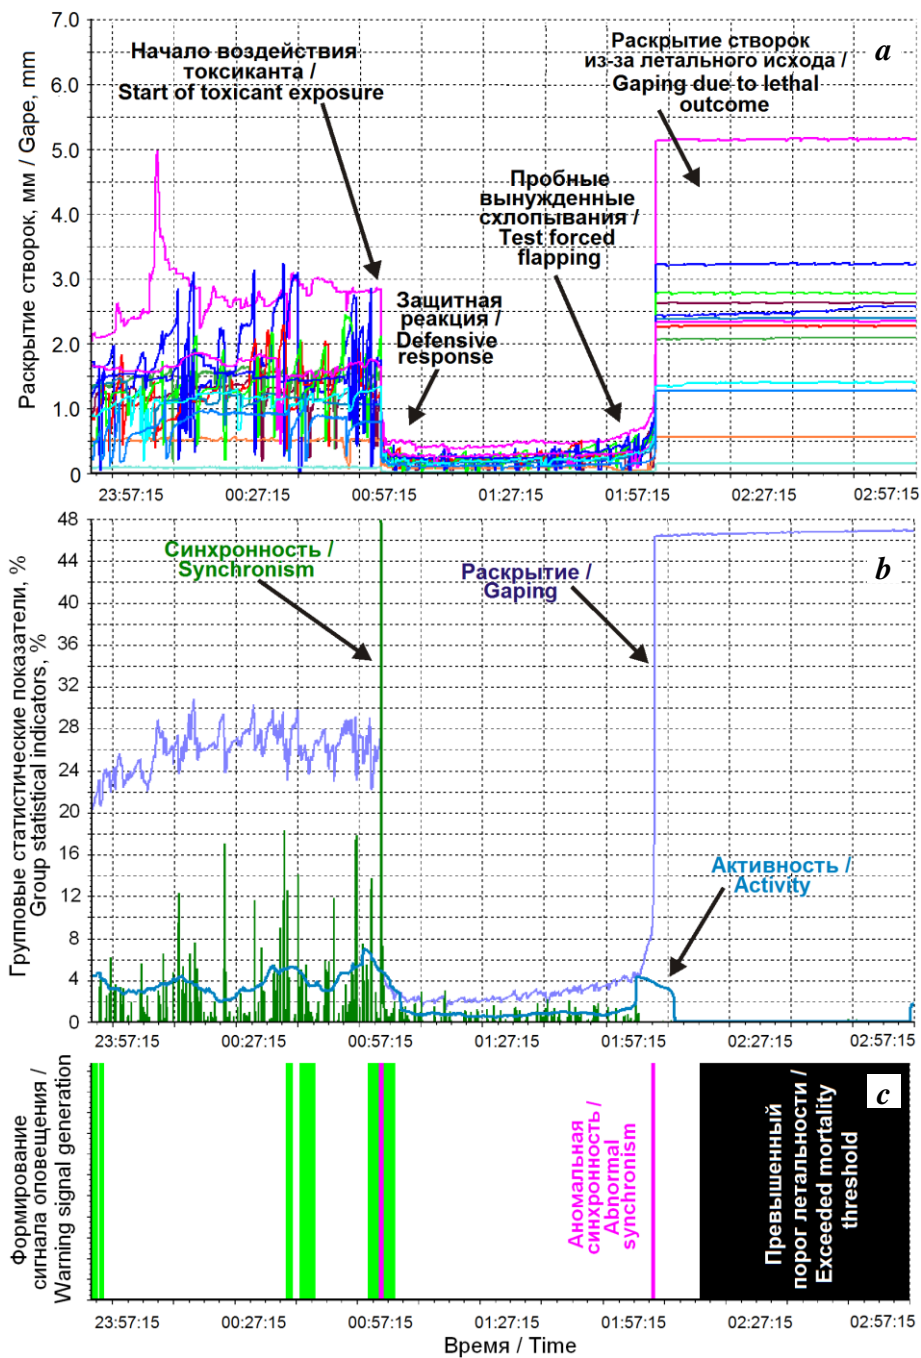 7.0
6.0
5.0
4.0
3.0
2.0
1.0
0
Раскрытие створок, мм / Gape, mm
Начало воздействия
токсиканта /
Start of toxicant exposure
Раскрытие створок
из-за летального исхода /
Gaping due to lethal
outcome
a
Пробные
вынужденные
схлопывания /
Test forced
flapping
Защитная
реакция /
Defensive
response
23:57:15 00:27:15 00:57:15 01:27:15 01:57:15 02:27:15 02:57:15
48
44
40
36
32
28
24
20
16
12
8
4
0
Групповые статистические показатели, %
Group statistical indicators, %
Синхронность /
Synchronism
Раскрытие /
Gaping
b
Активность /
Activity
23:57:15 00:27:15 00:57:15 01:27:15 01:57:15 02:27:15 02:57:15
Формирование
сигнала оповещения /
Warning signal generation
Аномальная
синхронность /
Abnormal
synchronism
Превышенный
порог летальности /
Exceeded mortality
threshold
c
23:57:15 00:27:15 00:57:15 01:27:15 01:57:15 02:27:15 02:57:15
Время / Time